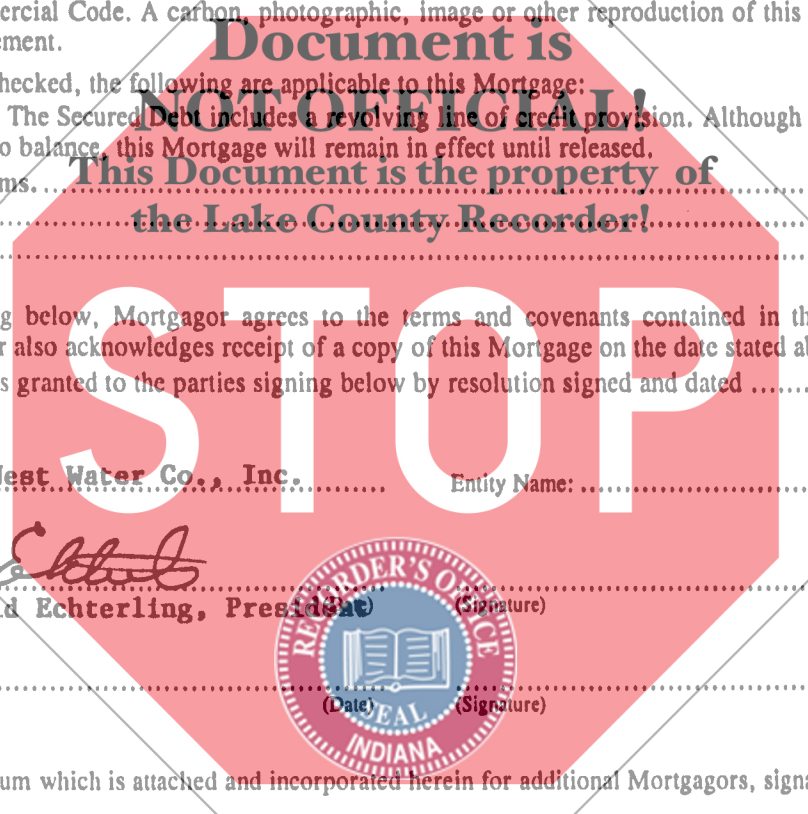 ercial Code. A carbon, photographic, image or other reproduction of this
ement.
Document is
hecked, the following are applicable to this Mortgage:
NOT OFFICIAL!
The Secured Debt includes a revolving line of credit provision. Although
o balance, this Mortgage will remain in effect until released.
This Document is the property of
ms.
the Lake County Recorder!
STOP
g below, Mortgagor agrees to the terms and covenants contained in th
r also acknowledges receipt of a copy of this Mortgage on the date stated a
s granted to the parties signing below by resolution signed and dated
West Water Co., Inc.
Entity Name:
d Echterling, President
(Date)
(Signature)
RECORDER'S OFFICE
SEAL
INDIANA
(Date)
(Signature)
um which is attached and incorporated herein for additional Mortgagors, signa